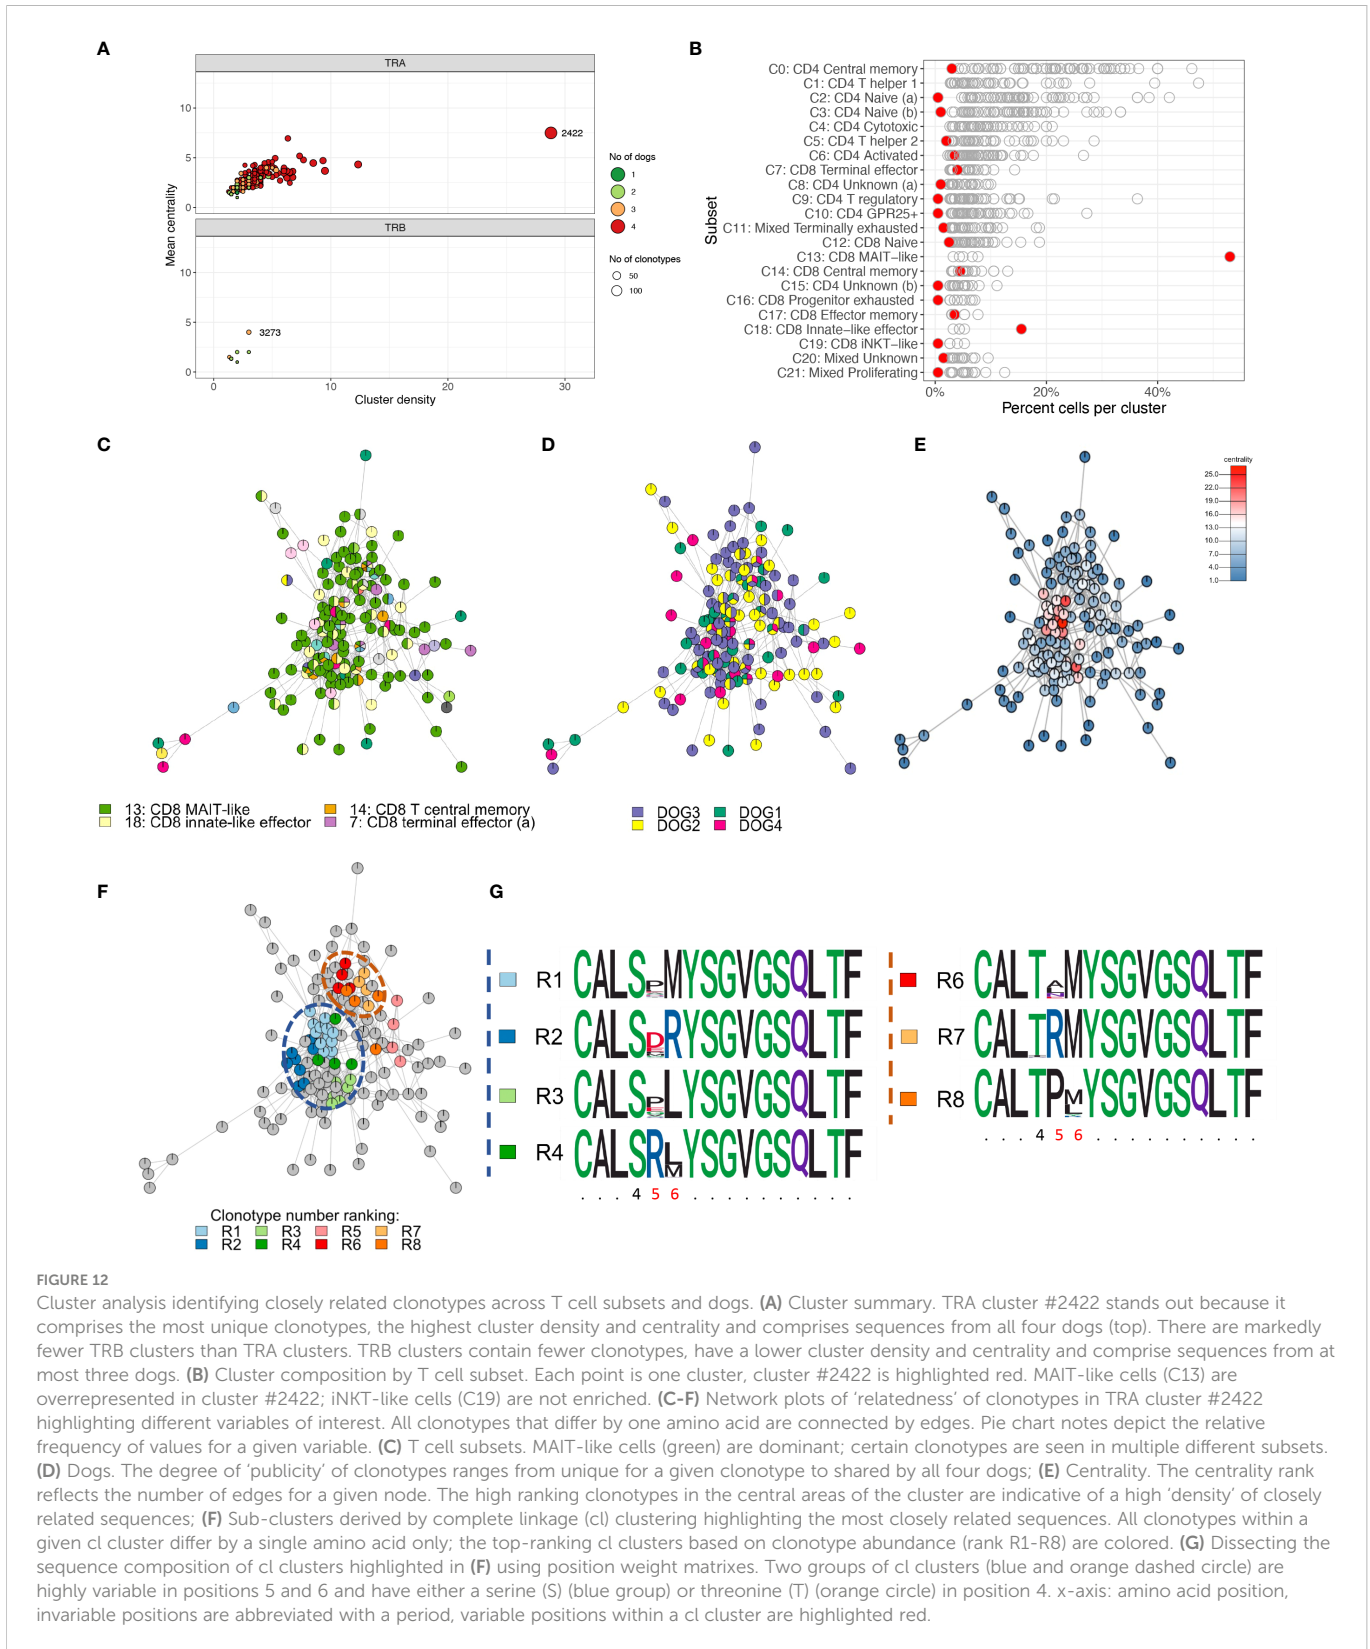 A
TRA
10
5
0
2422
TRB
10
5
0
3273
Mean centrality
0 10 20 30
Cluster density
No of dogs
1
2
3
4
No of clonotypes
50
100
B
Subset
C0: CD4 Central memory
C1: CD4 T helper 1
C2: CD4 Naive (a)
C3: CD4 Naive (b)
C4: CD4 Cytotoxic
C5: CD4 T helper 2
C6: CD4 Activated
C7: CD8 Terminal effector
C8: CD4 Unknown (a)
C9: CD4 T regulatory
C10: CD4 GPR25+
C11: Mixed Terminally exhausted
C12: CD8 Naive
C13: CD8 MAIT-like
C14: CD8 Central memory
C15: CD4 Unknown (b)
C16: CD8 Progenitor exhausted
C17: CD8 Effector memory
C18: CD8 Innate-like effector
C19: CD8 iNKT-like
C20: Mixed Unknown
C21: Mixed Proliferating
0% 20% 40%
Percent cells per cluster
C
13: CD8 MAIT-like 14: CD8 T central memory
18: CD8 innate-like effector 7: CD8 terminal effector (a)
D
DOG3 DOG1
DOG2 DOG4
E
centrality
25.0
22.0
19.0
16.0
13.0
10.0
7.0
4.0
1.0
F
Clonotype number ranking:
R1 R3 R5 R7
R2 R4 R6 R8
G
R1 CALSPMYSGVGSQLTF
R2 CALSDRYSGVGSQLTF
R3 CALSPLYSGVGSQLTF
R4 CALSRLMYSGVGSQLTF
. . . 4 5 6 . . . . . . . . . .
R6 CALTAMYSGVGSQLTF
R7 CALTRMYSGVGSQLTF
R8 CALTPMYSGVGSQLTF
. . . 4 5 6 . . . . . . . . . .
FIGURE 12
Cluster analysis identifying closely related clonotypes across T cell subsets and dogs. (A) Cluster summary. TRA cluster #2422 stands out because it
comprises the most unique clonotypes, the highest cluster density and centrality and comprises sequences from all four dogs (top). There are markedly
fewer TRB clusters than TRA clusters. TRB clusters contain fewer clonotypes, have a lower cluster density and centrality and comprise sequences from at
most three dogs. (B) Cluster composition by T cell subset. Each point is one cluster, cluster #2422 is highlighted red. MAIT-like cells (C13) are
overrepresented in cluster #2422; iNKT-like cells (C19) are not enriched. (C-F) Network plots of ‘relatedness’ of clonotypes in TRA cluster #2422
highlighting different variables of interest. All clonotypes that differ by one amino acid are connected by edges. Pie chart notes depict the relative
frequency of values for a given variable. (C) T cell subsets. MAIT-like cells (green) are dominant; certain clonotypes are seen in multiple different subsets.
(D) Dogs. The degree of ‘publicity’ of clonotypes ranges from unique for a given clonotype to shared by all four dogs; (E) Centrality. The centrality rank
reflects the number of edges for a given node. The high ranking clonotypes in the central areas of the cluster are indicative of a high ‘density’ of closely
related sequences; (F) Sub-clusters derived by complete linkage (cl) clustering highlighting the most closely related sequences. All clonotypes within a
given cl cluster differ by a single amino acid only; the top-ranking cl clusters based on clonotype abundance (rank R1-R8) are colored. (G) Dissecting the
sequence composition of cl clusters highlighted in (F) using position weight matrixes. Two groups of cl clusters (blue and orange dashed circle) are
highly variable in positions 5 and 6 and have either a serine (S) (blue group) or threonine (T) (orange circle) in position 4. x-axis: amino acid position,
invariable positions are abbreviated with a period, variable positions within a cl cluster are highlighted red.